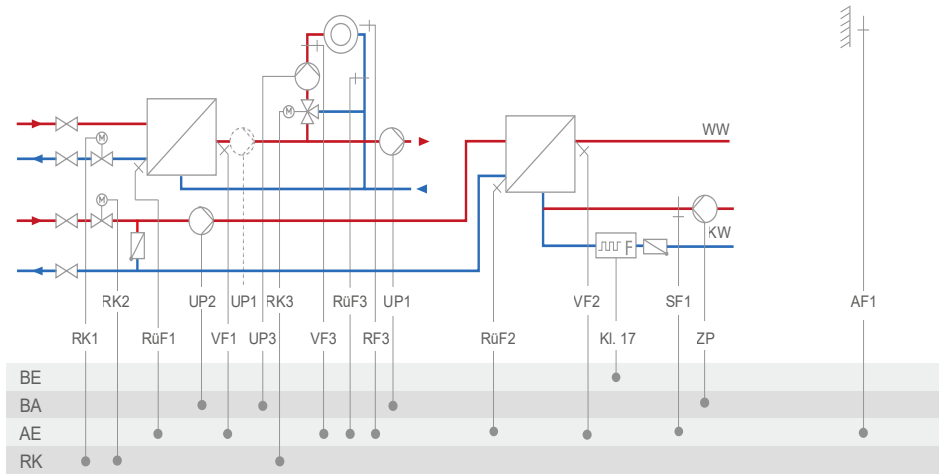 M
WW
M
M
KW
F
RK2 UP2 UP1 RK3 RüF3 UP1 VF2 SF1 AF1
RK1 RüF1 VF1 UP3 VF3 RF3 RüF2 Kl. 17 ZP
BE
BA
AE
RK